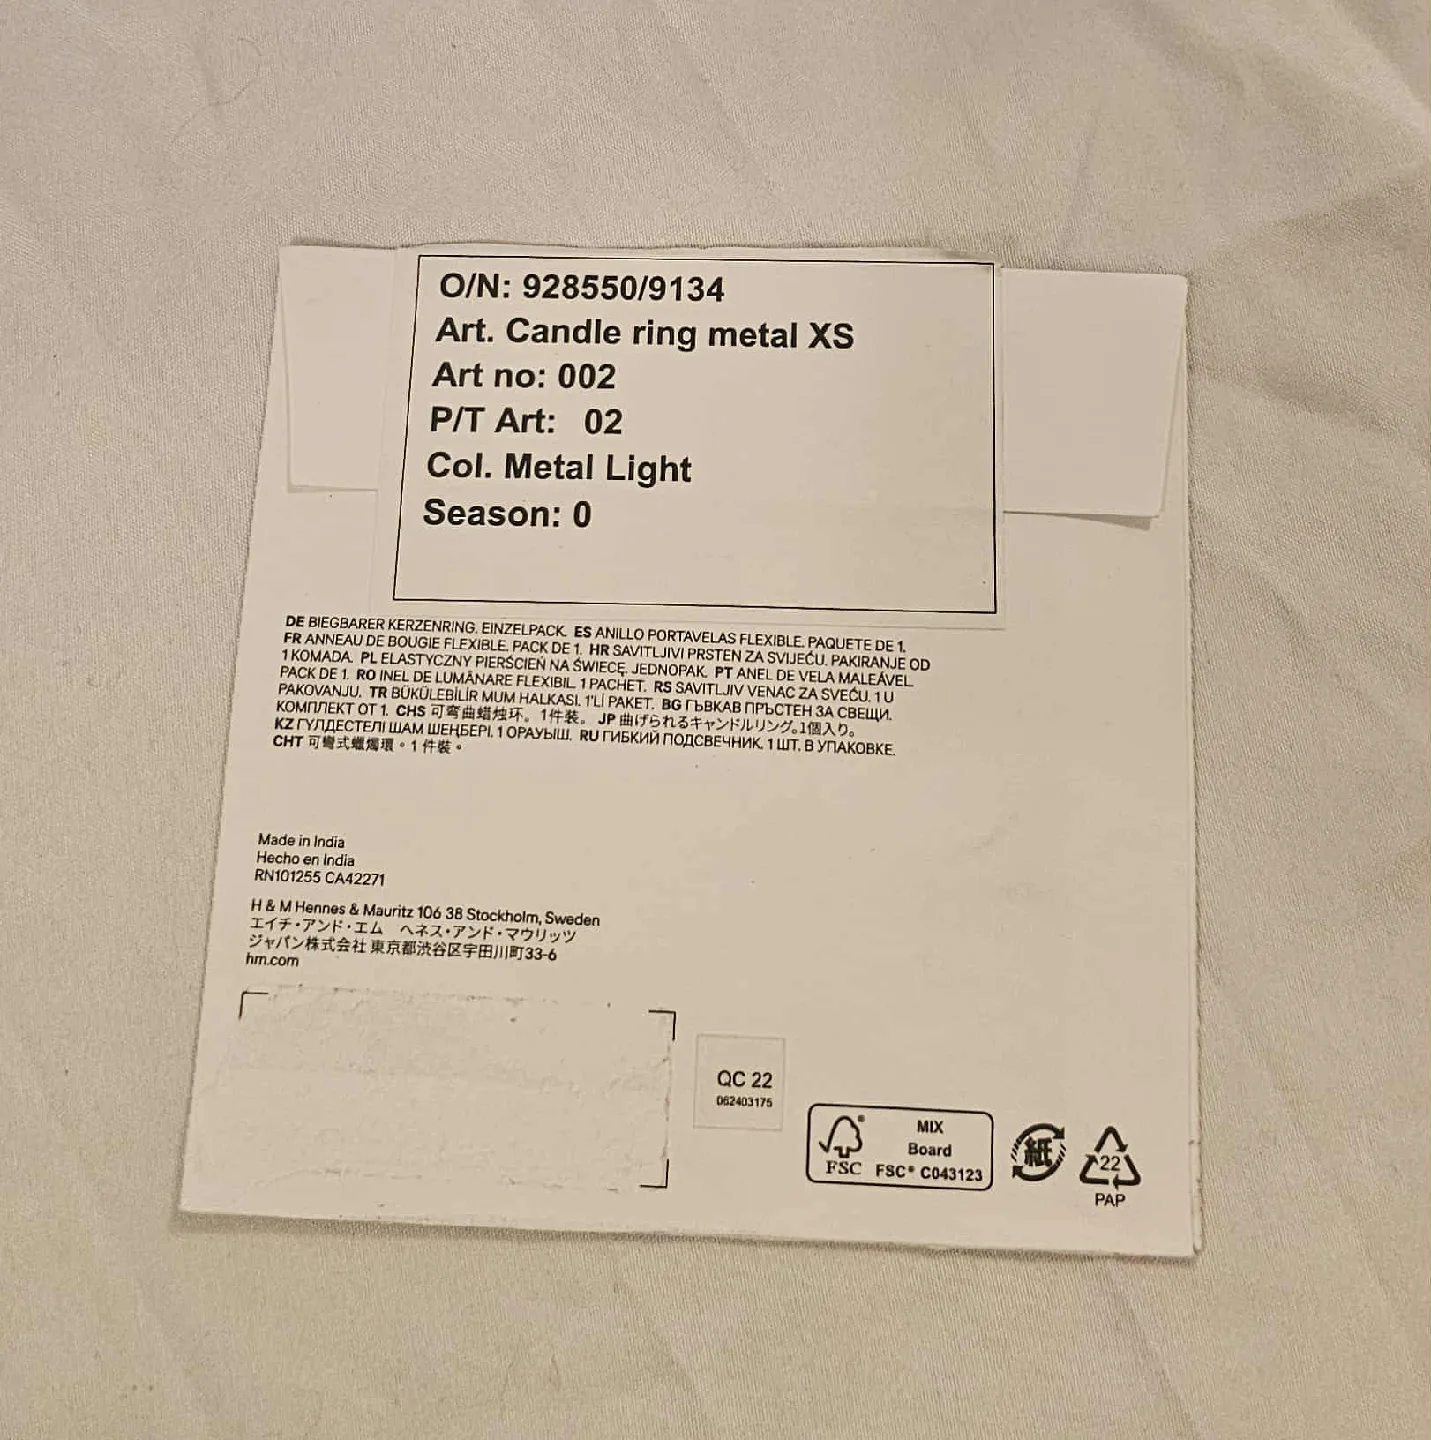 O/N: 928550/9134
Art. Candle ring metal XS
Art no: 002
P/T Art: 02
Col. Metal Light
Season: 0
DE BIEGBARER KERZENRING. EINZELPACK. ES ANILLO PORTAVELAS FLEXIBLE. PAQUETE DE 1.
FR ANNEAU DE BOUGIE FLEXIBLE. PACK DE 1. HR SAVITLJIVI PRSTEN ZA SVIJEĆU. PAKIRANJE OD
1 KOMADA. PL ELASTYCZNY PIERŚCIEŃ NA ŚWIECĘ. JEDNOPAK. PT ANEL DE VELA MALEÁVEL.
PACK DE 1. RO INEL DE LUMÂNARE FLEXIBIL. 1 PACHET. RS SAVITLJIV VENAC ZA SVEĆU. 1 U
PAKOVANJU. TR BÜKÜLEBİLİR MUM HALKASI. 1'Lİ PAKET. BG ГЪВКАВ ПРЪСТЕН ЗА СВЕЩИ.
КОМПЛЕКТ ОТ 1. CHS 可弯曲蜡烛环。1件装。 JP 曲げられるキャンドルリング。1個入り。
KZ ГҮЛДЕСТЕЛІ ШАМ ШЕҢБЕРІ. 1 ОРАУЫШ. RU ГИБКИЙ ПОДСВЕЧНИК. 1 ШТ. В УПАКОВКЕ.
CHT 可彎式蠟燭環。1 件裝。
Made in India
Hecho en India
RN101255 CA42271
H & M Hennes & Mauritz 106 38 Stockholm, Sweden
エイチ・アンド・エム ヘネス・アンド・マウリッツ
ジャパン株式会社 東京都渋谷区宇田川町33-6
hm.com
QC 22
062403175
FSC®
MIX
Board
FSC® C043123
紙
22
PAP